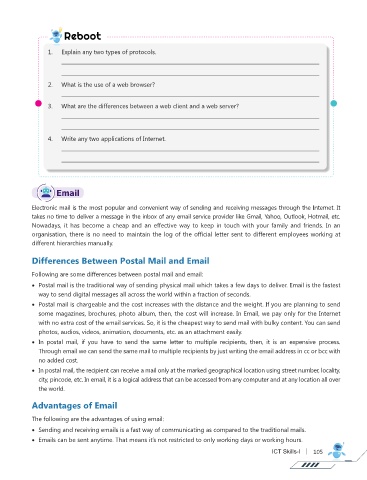 Reboot
1. Explain any two types of protocols.
2. What is the use of a web browser?
3. What are the differences between a web client and a web server?
4. Write any two applications of Internet.
Email
Electronic mail is the most popular and convenient way of sending and receiving messages through the Internet. It
takes no time to deliver a message in the inbox of any email service provider like Gmail, Yahoo, Outlook, Hotmail, etc.
Nowadays, it has become a cheap and an effective way to keep in touch with your family and friends. In an
organisation, there is no need to maintain the log of the official letter sent to different employees working at
different hierarchies manually.
Differences Between Postal Mail and Email
Following are some differences between postal mail and email:
• Postal mail is the traditional way of sending physical mail which takes a few days to deliver. Email is the fastest
way to send digital messages all across the world within a fraction of seconds.
• Postal mail is chargeable and the cost increases with the distance and the weight. If you are planning to send
some magazines, brochures, photo album, then, the cost will increase. In Email, we pay only for the Internet
with no extra cost of the email services. So, it is the cheapest way to send mail with bulky content. You can send
photos, audios, videos, animation, documents, etc. as an attachment easily.
• In postal mail, if you have to send the same letter to multiple recipients, then, it is an expensive process.
Through email we can send the same mail to multiple recipients by just writing the email address in cc or bcc with
no added cost.
• In postal mail, the recipient can receive a mail only at the marked geographical location using street number, locality,
city, pincode, etc. In email, it is a logical address that can be accessed from any computer and at any location all over
the world.
Advantages of Email
The following are the advantages of using email:
• Sending and receiving emails is a fast way of communicating as compared to the traditional mails.
• Emails can be sent anytime. That means it's not restricted to only working days or working hours.
ICT Skills-I | 105